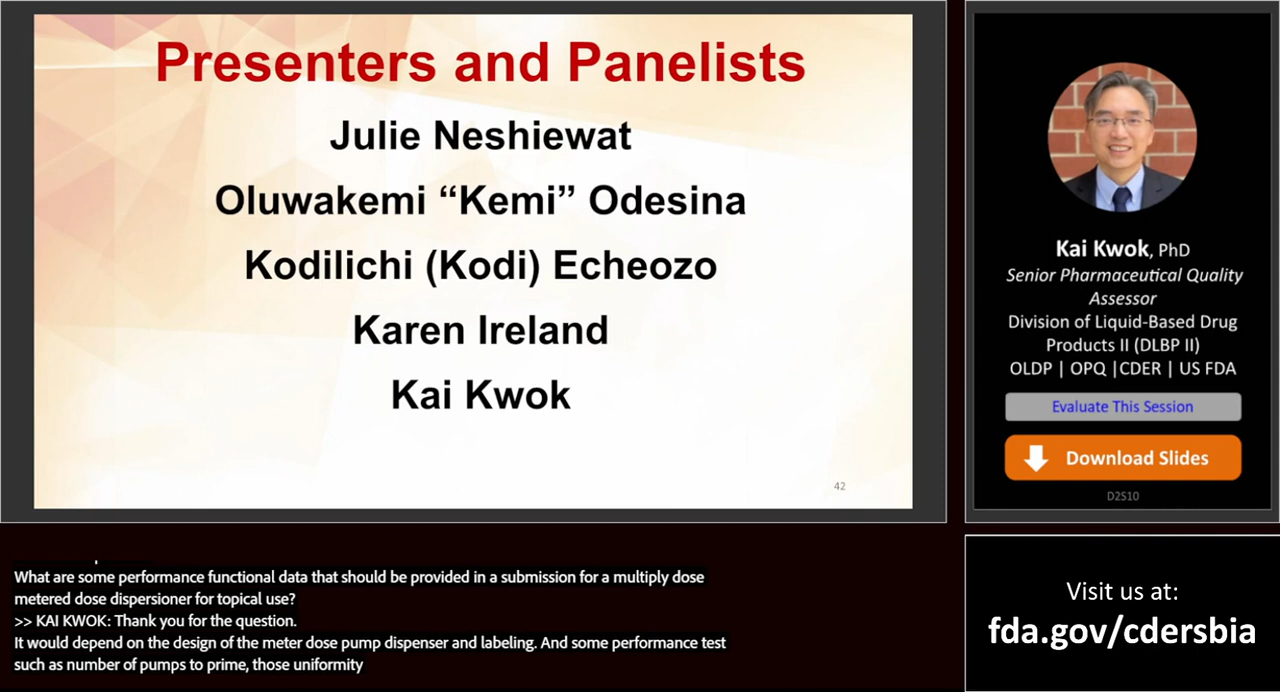 Presenters and Panelists
Julie Neshiewat
Oluwakemi “Kemi” Odesina
Kodilichi (Kodi) Echeozo
Karen Ireland
Kai Kwok
42
Kai Kwok, PhD
Senior Pharmaceutical Quality
Assessor
Division of Liquid-Based Drug
Products II (DLBP II)
OLDP | OPQ |CDER | US FDA
Evaluate This Session
Download Slides
D2S10
What are some performance functional data that should be provided in a submission for a multiply dose
metered dose dispersioner for topical use?
>> KAI KWOK: Thank you for the question.
It would depend on the design of the meter dose pump dispenser and labeling. And some performance test
such as number of pumps to prime, those uniformity
Visit us at:
fda.gov/cdersbia